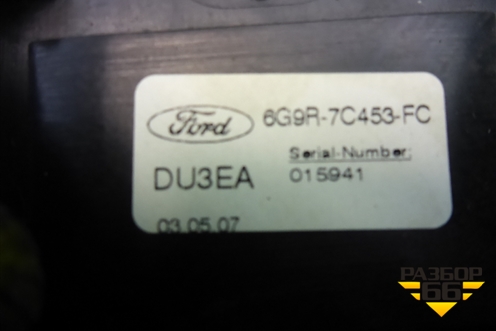 Ford 6G9R-7C453-FC
Serial-Number:
DU3EA 015941
03.05.07
РАЗБОР
66